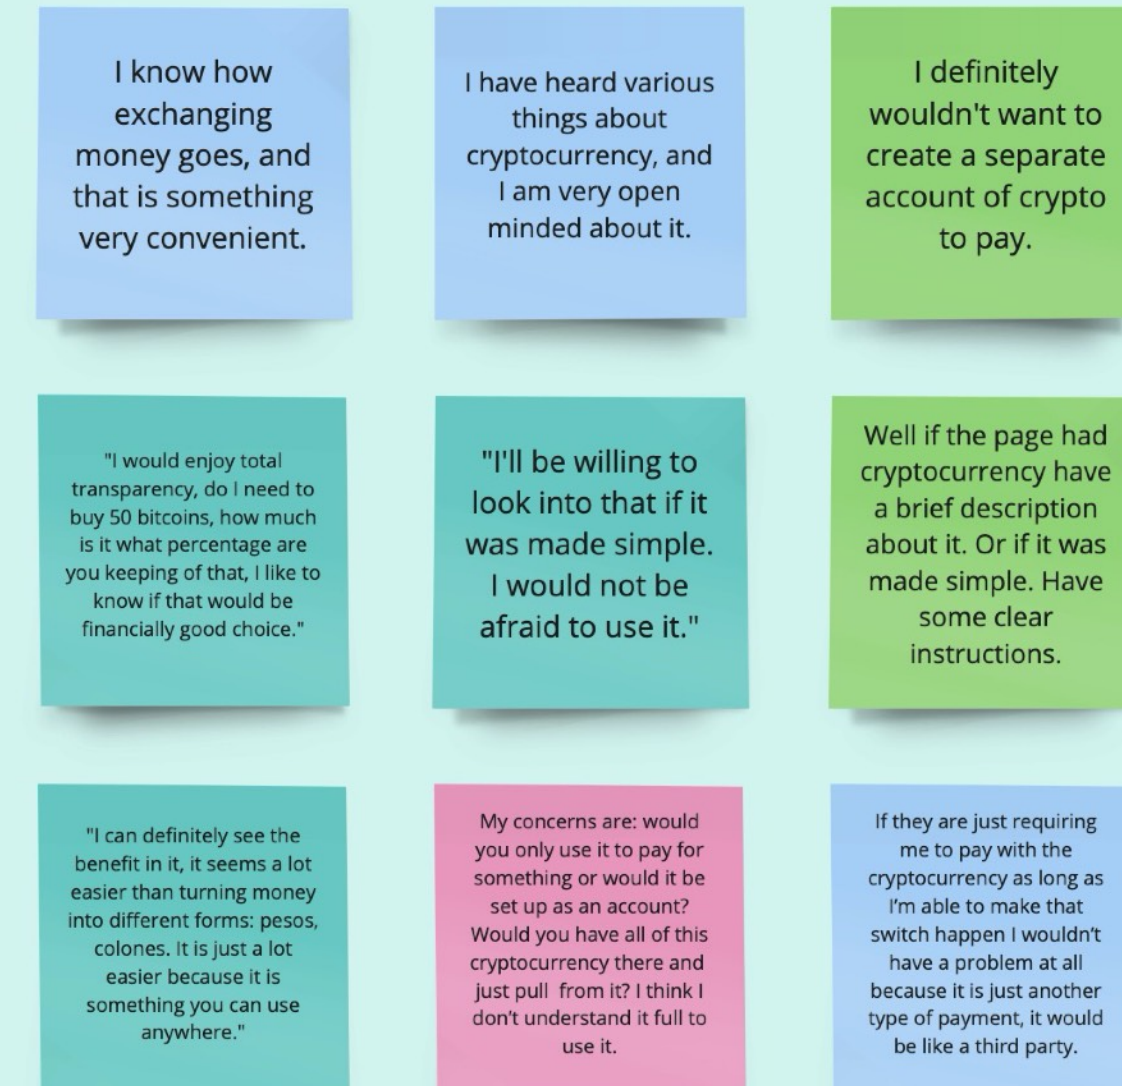 I know how
exchanging
money goes, and
that is something
very convenient.
I have heard various
things about
cryptocurrency, and
I am very open
minded about it.
I definitely
wouldn't want to
create a separate
account of crypto
to pay.
"I would enjoy total
transparency, do I need to
buy 50 bitcoins, how much
is it what percentage are
you keeping of that, I like to
know if that would be
financially good choice."
"I'll be willing to
look into that if it
was made simple.
I would not be
afraid to use it."
Well if the page had
cryptocurrency have
a brief description
about it. Or if it was
made simple. Have
some clear
instructions.
"I can definitely see the
benefit in it, it seems a lot
easier than turning money
into different forms: pesos,
colones. It is just a lot
easier because it is
something you can use
anywhere."
My concerns are: would
you only use it to pay for
something or would it be
set up as an account?
Would you have all of this
cryptocurrency there and
just pull from it? I think I
don't understand it full to
use it.
If they are just requiring
me to pay with the
cryptocurrency as long as
I'm able to make that
switch happen I wouldn't
have a problem at all
because it is just another
type of payment, it would
be like a third party.